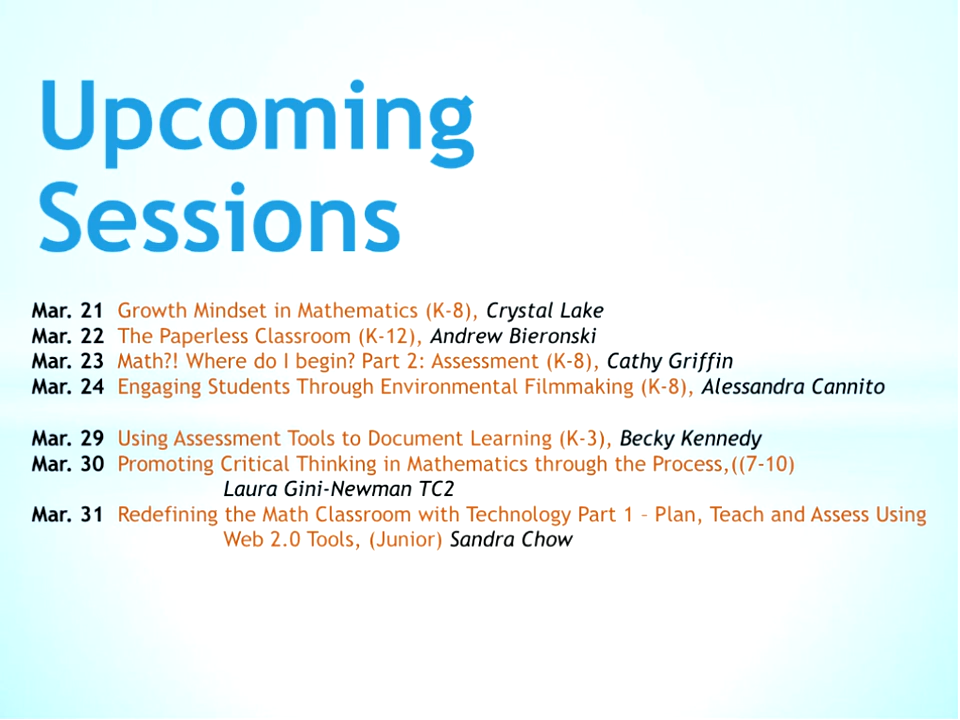 Upcoming
Sessions
Mar. 21 Growth Mindset in Mathematics (K-8), Crystal Lake
Mar. 22 The Paperless Classroom (K-12), Andrew Bieronski
Mar. 23 Math?! Where do I begin? Part 2: Assessment (K-8), Cathy Griffin
Mar. 24 Engaging Students Through Environmental Filmmaking (K-8), Alessandra Cannito
Mar. 29 Using Assessment Tools to Document Learning (K-3), Becky Kennedy
Mar. 30 Promoting Critical Thinking in Mathematics through the Process,((7-10)
Laura Gini-Newman TC2
Mar. 31 Redefining the Math Classroom with Technology Part 1 – Plan, Teach and Assess Using
Web 2.0 Tools, (Junior) Sandra Chow